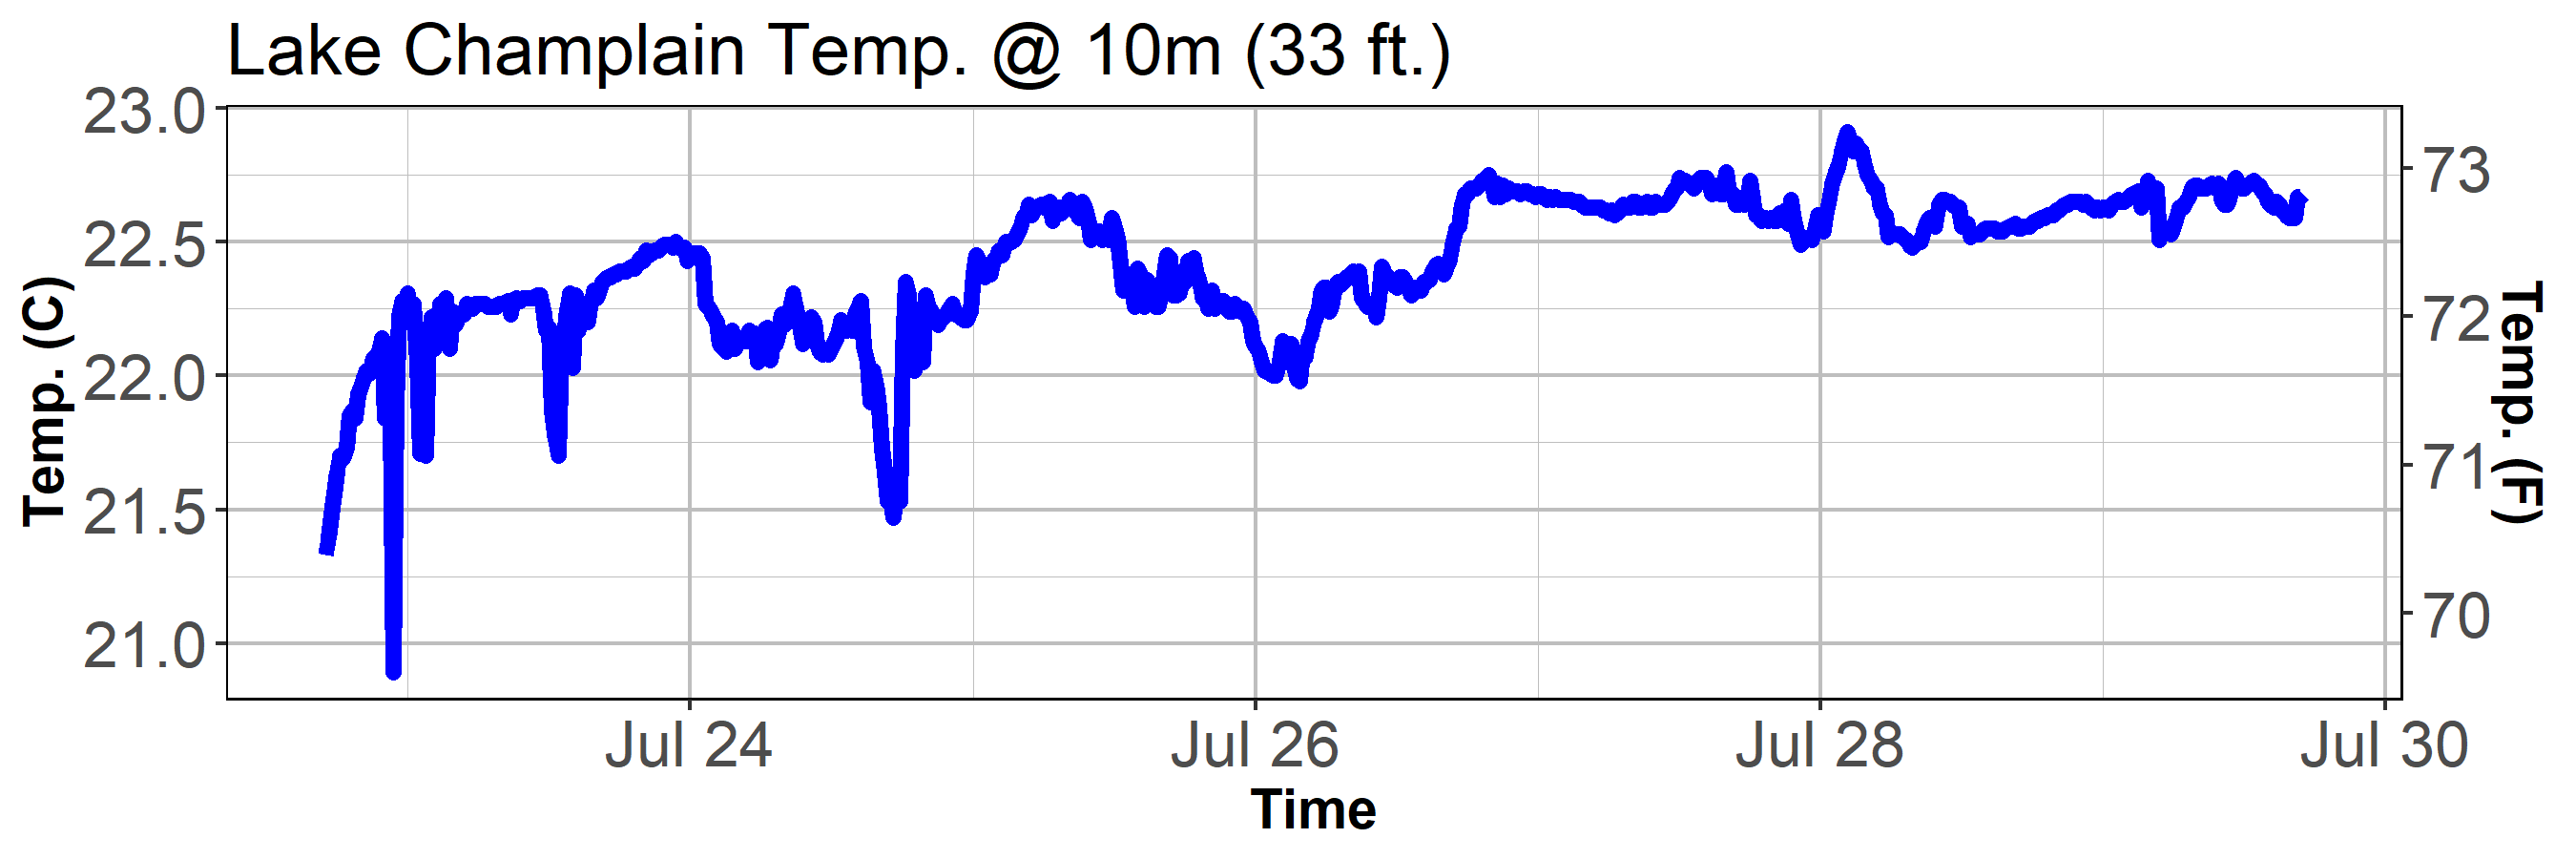 Lake Champlain Temp. @ 10m (33 ft.)
23.0
22.5
22.0
21.5
21.0
Temp. (C)
73
72
71
70
Temp. (F)
Jul 24 Jul 26 Jul 28 Jul 30
Time